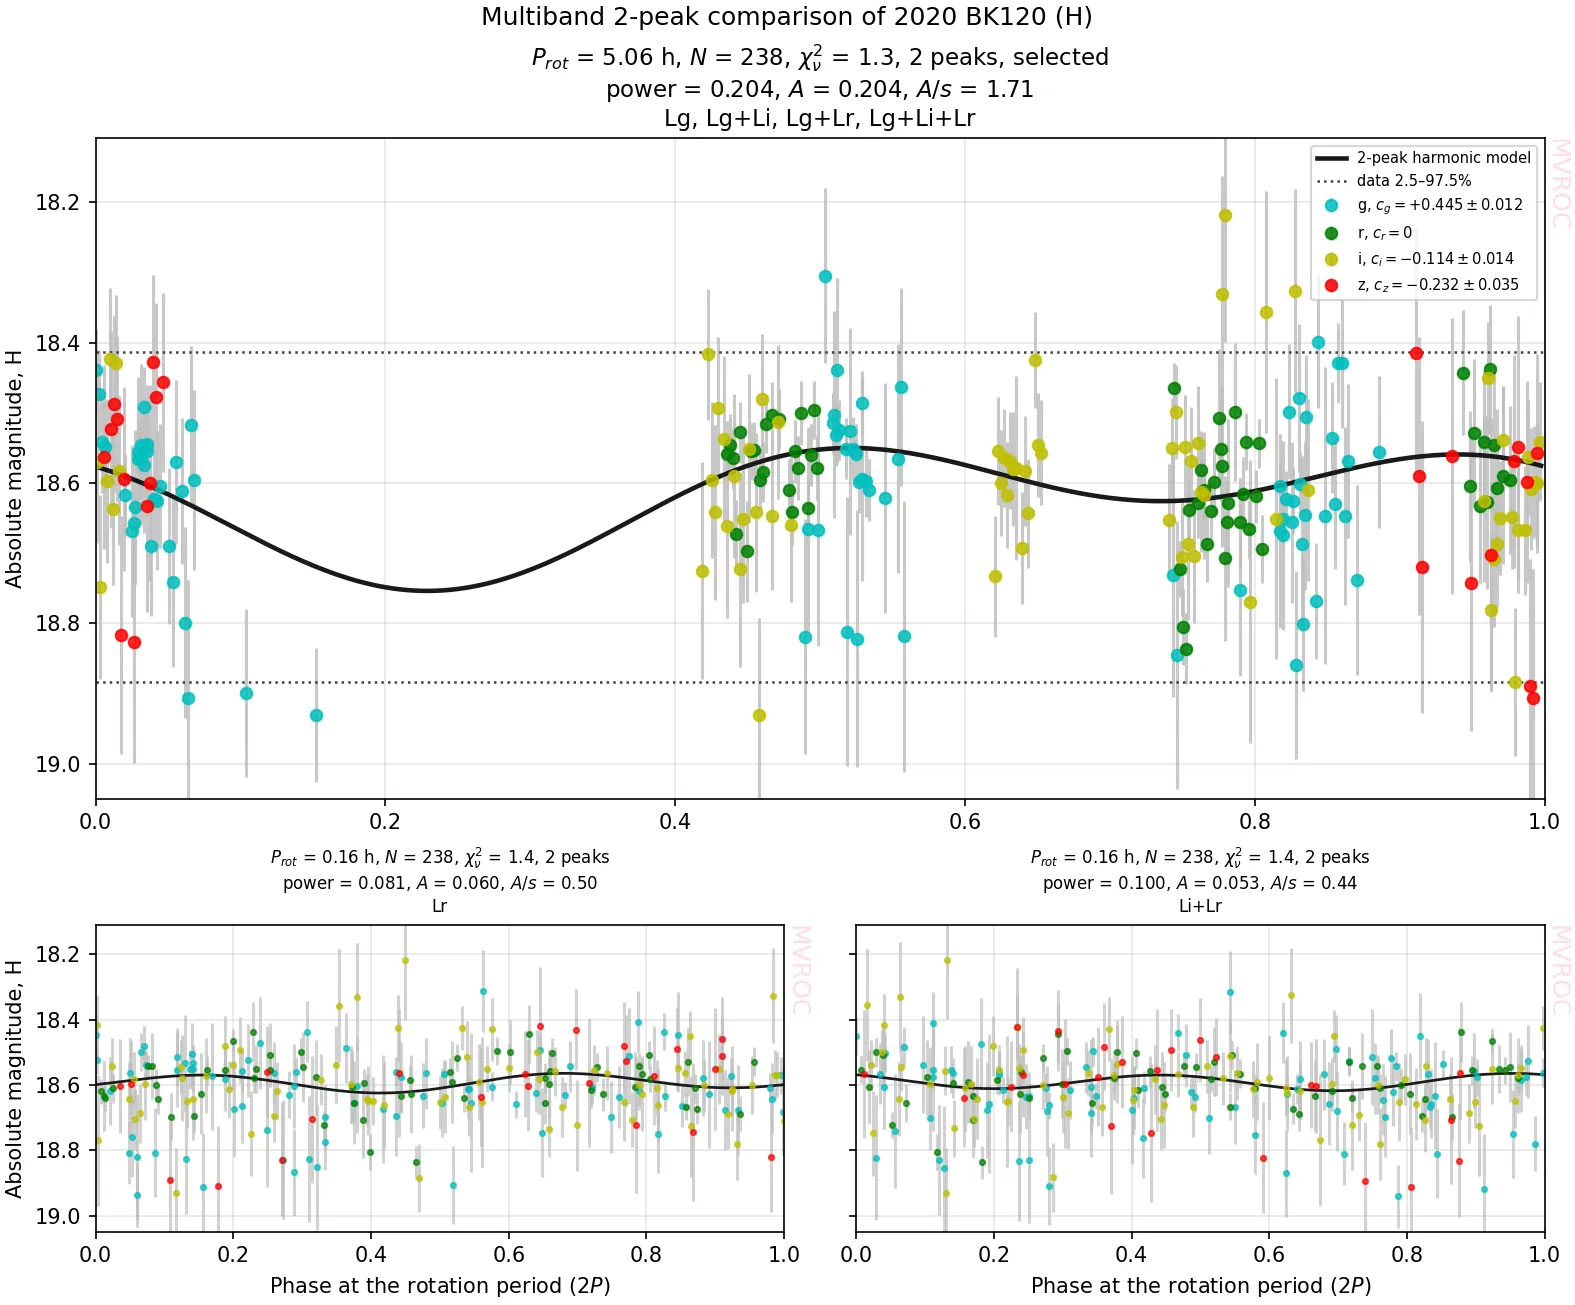 Multiband 2-peak comparison of 2020 BK120 (H)
P_rot = 5.06 h, N = 238, χ²_ν = 1.3, 2 peaks, selected
power = 0.204, A = 0.204, A/s = 1.71
Lg, Lg+Li, Lg+Lr, Lg+Li+Lr
2-peak harmonic model
data 2.5–97.5%
g, c_g = +0.445 ± 0.012
r, c_r = 0
i, c_i = −0.114 ± 0.014
z, c_z = −0.232 ± 0.035
MVROC
Absolute magnitude, H
18.2
18.4
18.6
18.8
19.0
0.0 0.2 0.4 0.6 0.8 1.0
P_rot = 0.16 h, N = 238, χ²_ν = 1.4, 2 peaks
power = 0.081, A = 0.060, A/s = 0.50
Lr
MVROC
Absolute magnitude, H
18.2
18.4
18.6
18.8
19.0
0.0 0.2 0.4 0.6 0.8 1.0
Phase at the rotation period (2P)
P_rot = 0.16 h, N = 238, χ²_ν = 1.4, 2 peaks
power = 0.100, A = 0.053, A/s = 0.44
Li+Lr
MVROC
0.0 0.2 0.4 0.6 0.8 1.0
Phase at the rotation period (2P)